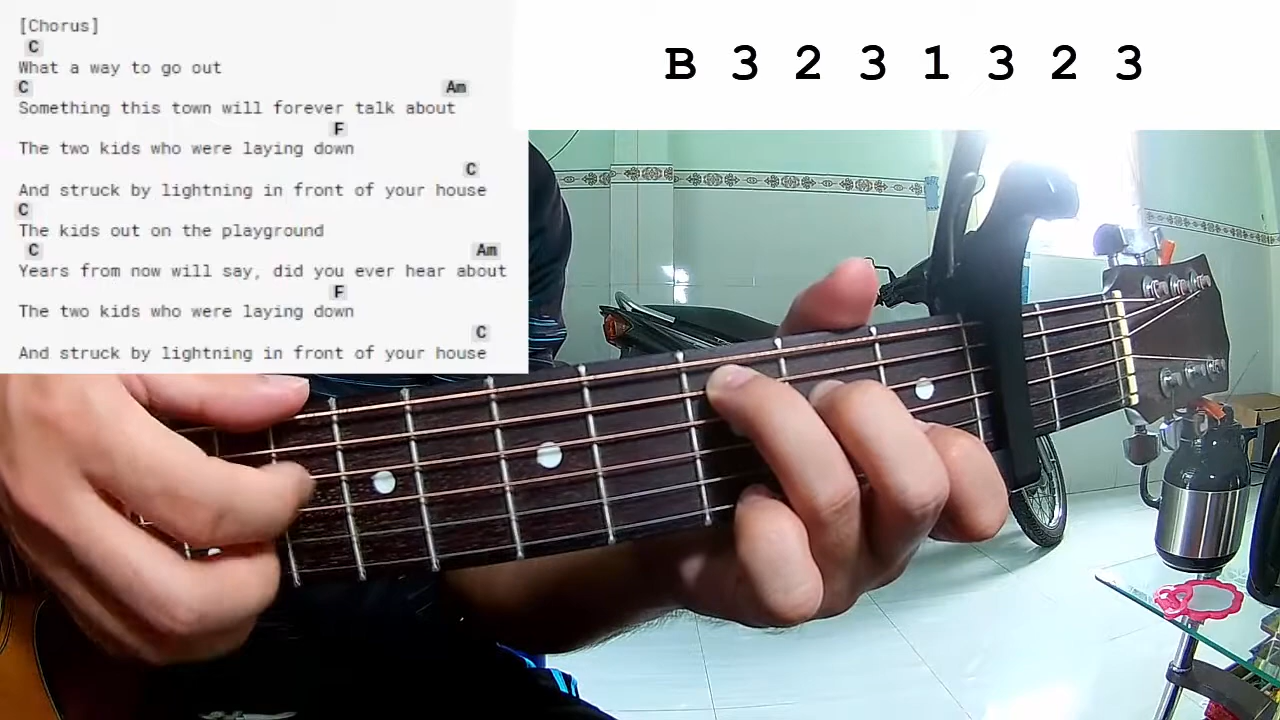 [Chorus]
C
What a way to go out
C Am
Something this town will forever talk about
F
The two kids who were laying down
C
And struck by lightning in front of your house
C
The kids out on the playground
C Am
Years from now will say, did you ever hear about
F
The two kids who were laying down
C
And struck by lightning in front of your house
B 3 2 3 1 3 2 3